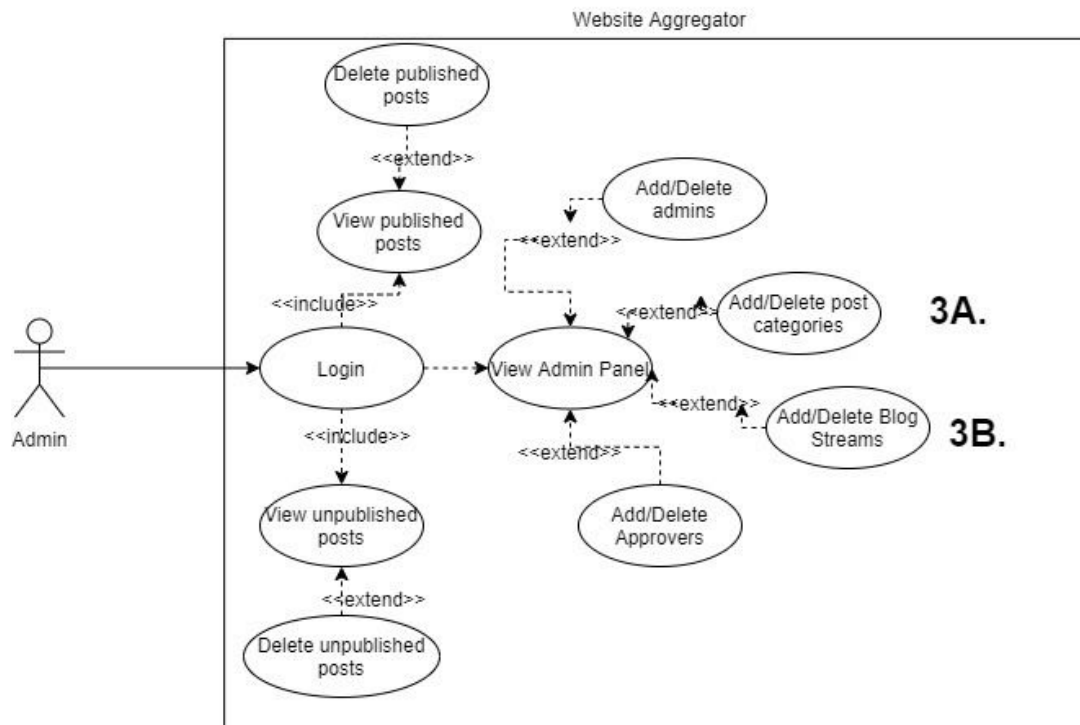 Website Aggregator
Delete published
posts
<<extend>>
View published
posts
<<include>>
Login
<<include>>
View unpublished
posts
<<extend>>
Delete unpublished
posts
Admin
View Admin Panel
Add/Delete
admins
<<extend>>
Add/Delete post
categories
<<extend>>
3A.
Add/Delete Blog
Streams
<<extend>>
3B.
<<extend>>
Add/Delete
Approvers